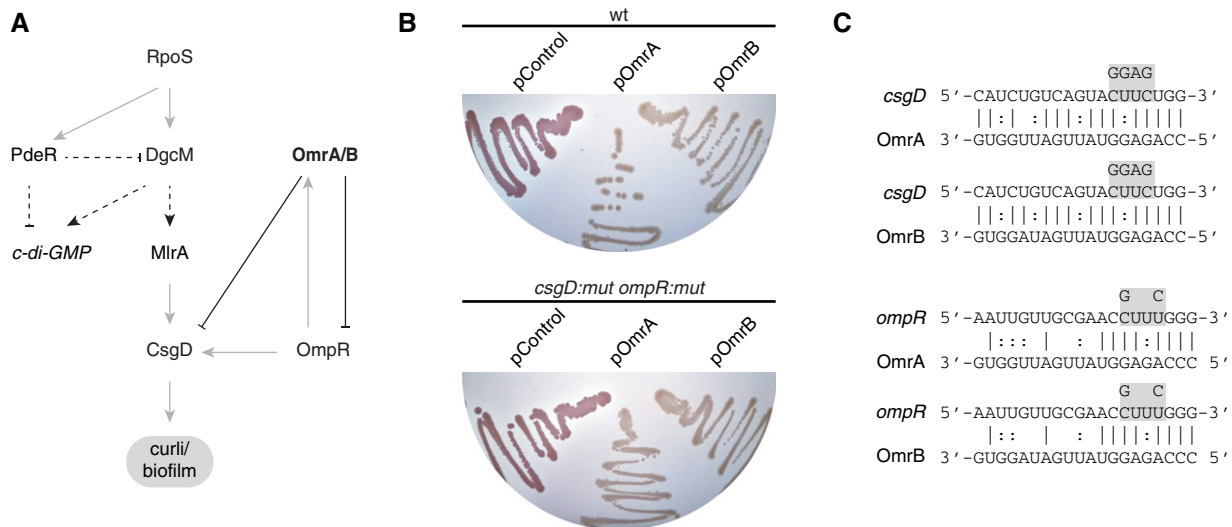 A
RpoS
PdeR
DgcM
OmrA/B
c-di-GMP
MlrA
CsgD
OmpR
curli/
biofilm
B
wt
pControl
pOmrA
pOmrB
csgD:mut ompR:mut
pControl
pOmrA
pOmrB
C
GGAG
csgD 5′-CAUCUGUCAGUACUUCUGG-3′
||:| :|||:|||:|||||
OmrA 3′-GUGGUUAGUUAUGGAGACC-5′
GGAG
csgD 5′-CAUCUGUCAGUACUUCUGG-3′
||:||:|||:|||:|||||
OmrB 3′-GUGGAUAGUUAUGGAGACC-5′
G C
ompR 5′-AAUUGUUGCGAACCUUUGGG-3′
|:: | : ||||:||||
OmrA 3′-GUGGUUAGUUAUGGAGACCC 5′
G C
ompR 5′-AAUUGUUGCGAACCUUUGGG-3′
|:: | : ||||:||||
OmrB 3′-GUGGAUAGUUAUGGAGACCC 5′